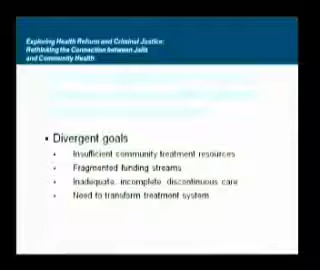 Exploring Health Reform and Criminal Justice:
Rethinking the Connection between Jails
and Community Health
• Divergent goals
• Insufficient community treatment resources
• Fragmented funding streams
• Inadequate, incomplete, discontinuous care
• Need to transform treatment system